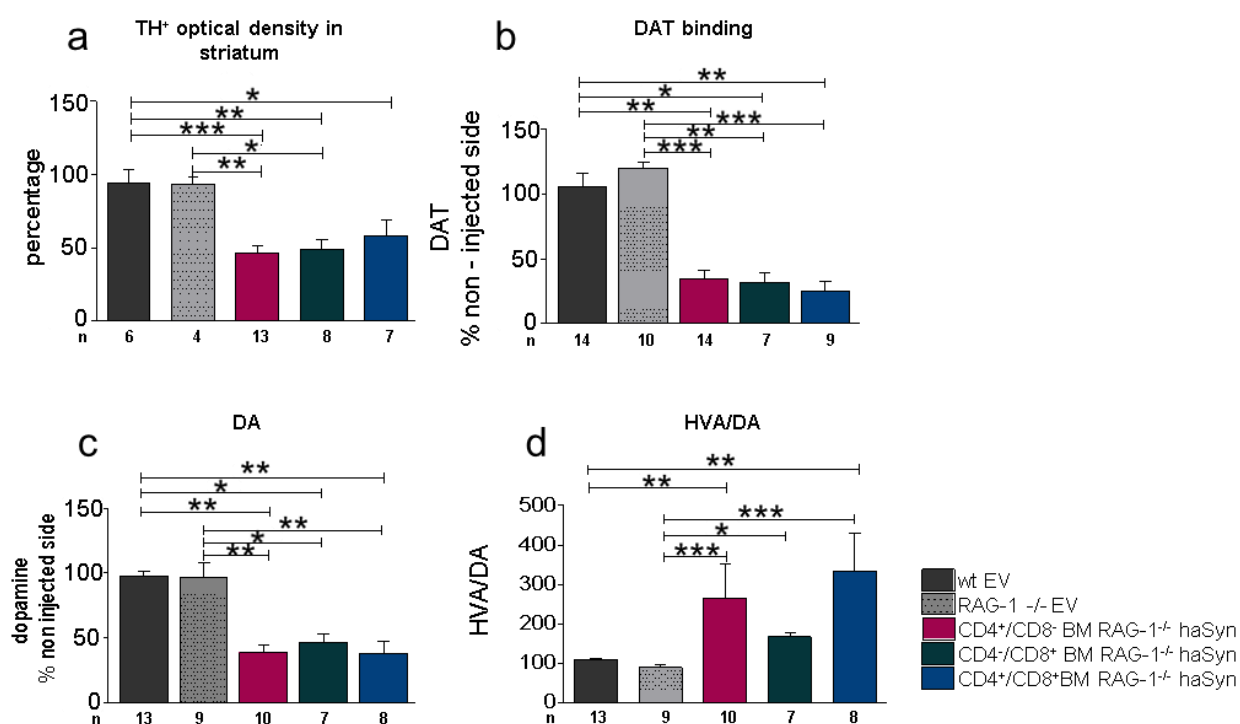 a
TH⁺ optical density in
striatum
*
**
***
*
**
150
100
50
0
percentage
n 6 4 13 8 7
b
DAT binding
**
*
**
***
**
***
150
100
50
0
DAT
% non - injected side
14 10 14 7 9
c
DA
**
*
**
**
*
**
150
100
50
0
dopamine
% non injected side
n 13 9 10 7 8
d
HVA/DA
**
**
***
*
***
500
400
300
200
100
0
HVA/DA
n 13 9 10 7 8
wt EV
RAG-1 -/- EV
CD4⁺/CD8⁻ BM RAG-1⁻/⁻ haSyn
CD4⁻/CD8⁺ BM RAG-1⁻/⁻ haSyn
CD4⁺/CD8⁺BM RAG-1⁻/⁻ haSyn